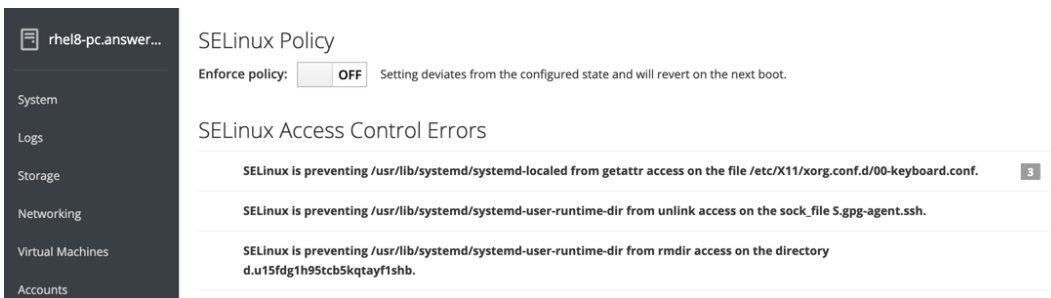 rhel8-pc.answer...
System
Logs
Storage
Networking
Virtual Machines
Accounts
SELinux Policy
Enforce policy: OFF Setting deviates from the configured state and will revert on the next boot.
SELinux Access Control Errors
SELinux is preventing /usr/lib/systemd/systemd-localed from getattr access on the file /etc/X11/xorg.conf.d/00-keyboard.conf. 3
SELinux is preventing /usr/lib/systemd/systemd-user-runtime-dir from unlink access on the sock_file S.gpg-agent.ssh.
SELinux is preventing /usr/lib/systemd/systemd-user-runtime-dir from rmdir access on the directory
d.u15fdg1h95tcb5kqtayf1shb.